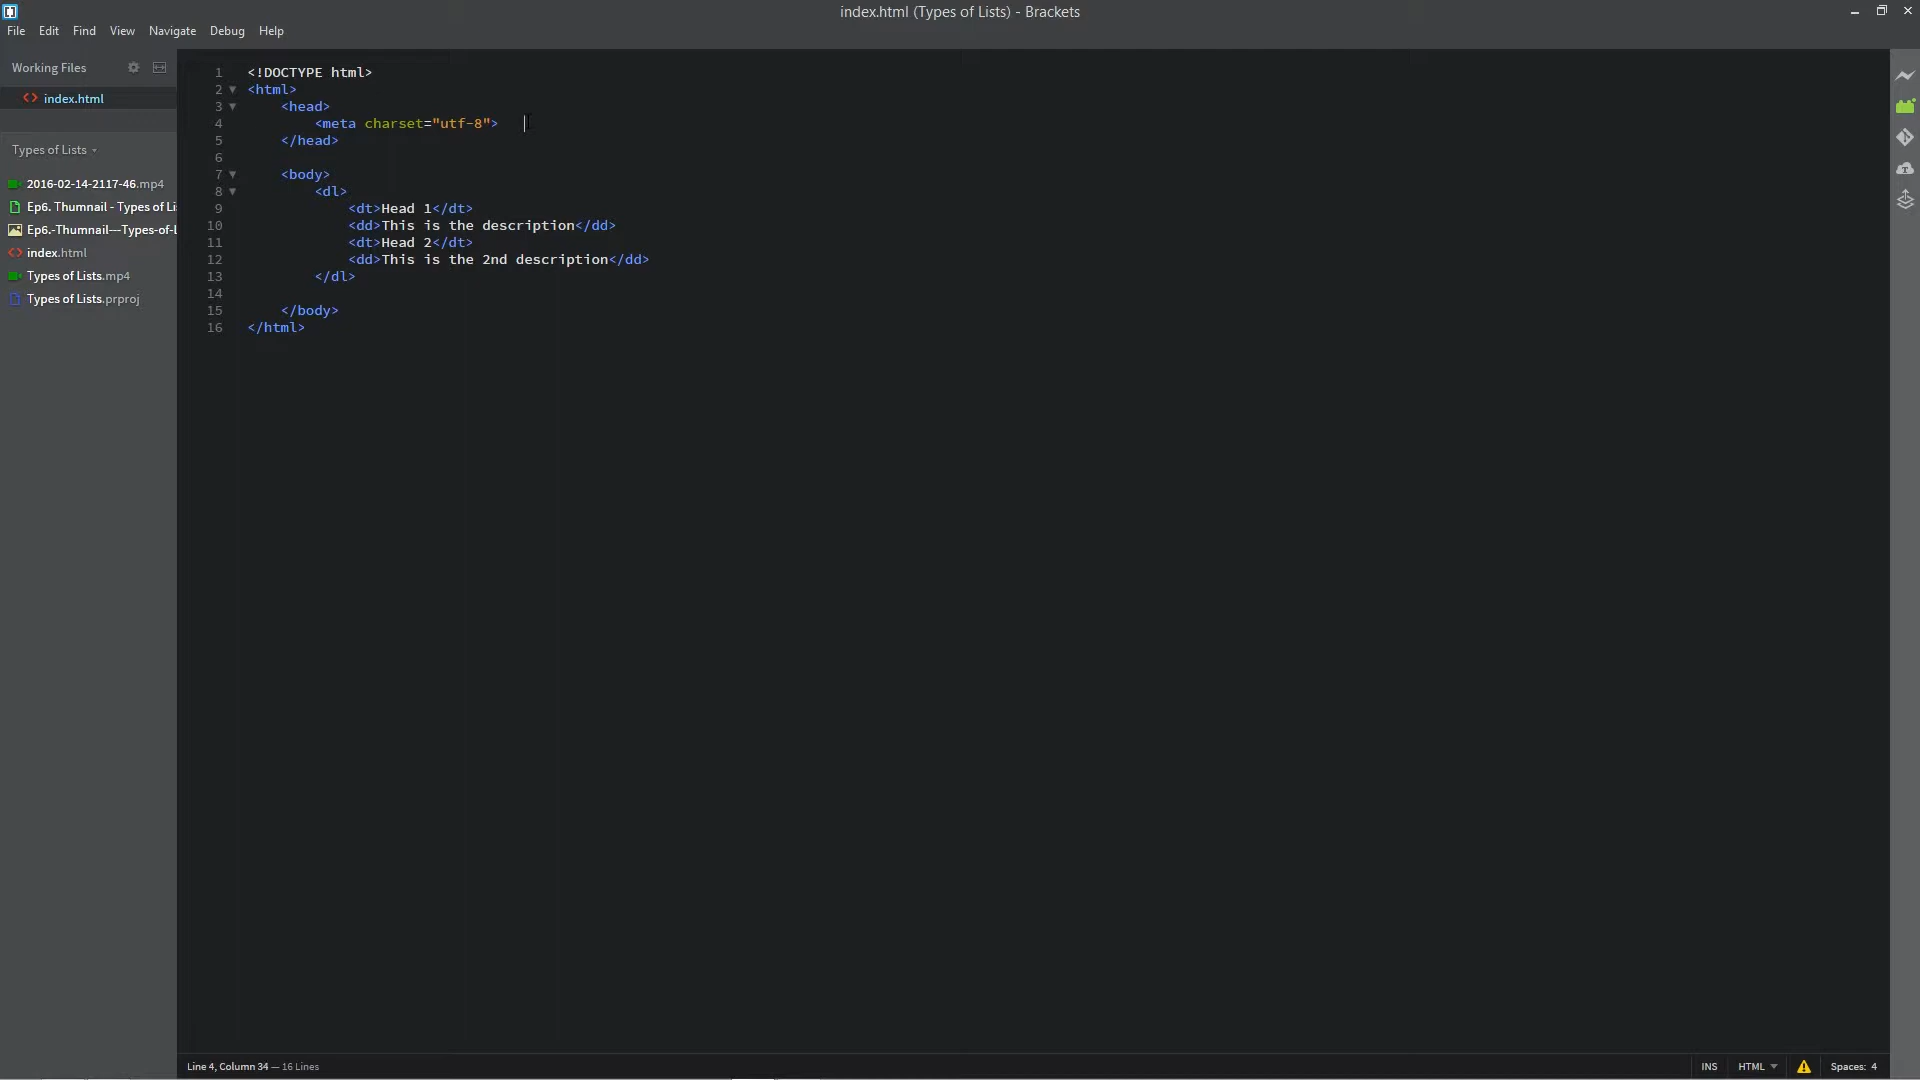 index.html (Types of Lists) - Brackets
File Edit Find View Navigate Debug Help
Working Files
index.html
Types of Lists
2016-02-14-2117-46.mp4
Ep6. Thumnail - Types of Li
Ep6.-Thumnail---Types-of-L
index.html
Types of Lists.mp4
Types of Lists.prproj
1 <!DOCTYPE html>
2 <html>
3 <head>
4 <meta charset="utf-8">
5 </head>
6
7 <body>
8 <dl>
9 <dt>Head 1</dt>
10 <dd>This is the description</dd>
11 <dt>Head 2</dt>
12 <dd>This is the 2nd description</dd>
13 </dl>
14
15 </body>
16 </html>
Line 4, Column 34 — 16 Lines
INS HTML Spaces: 4